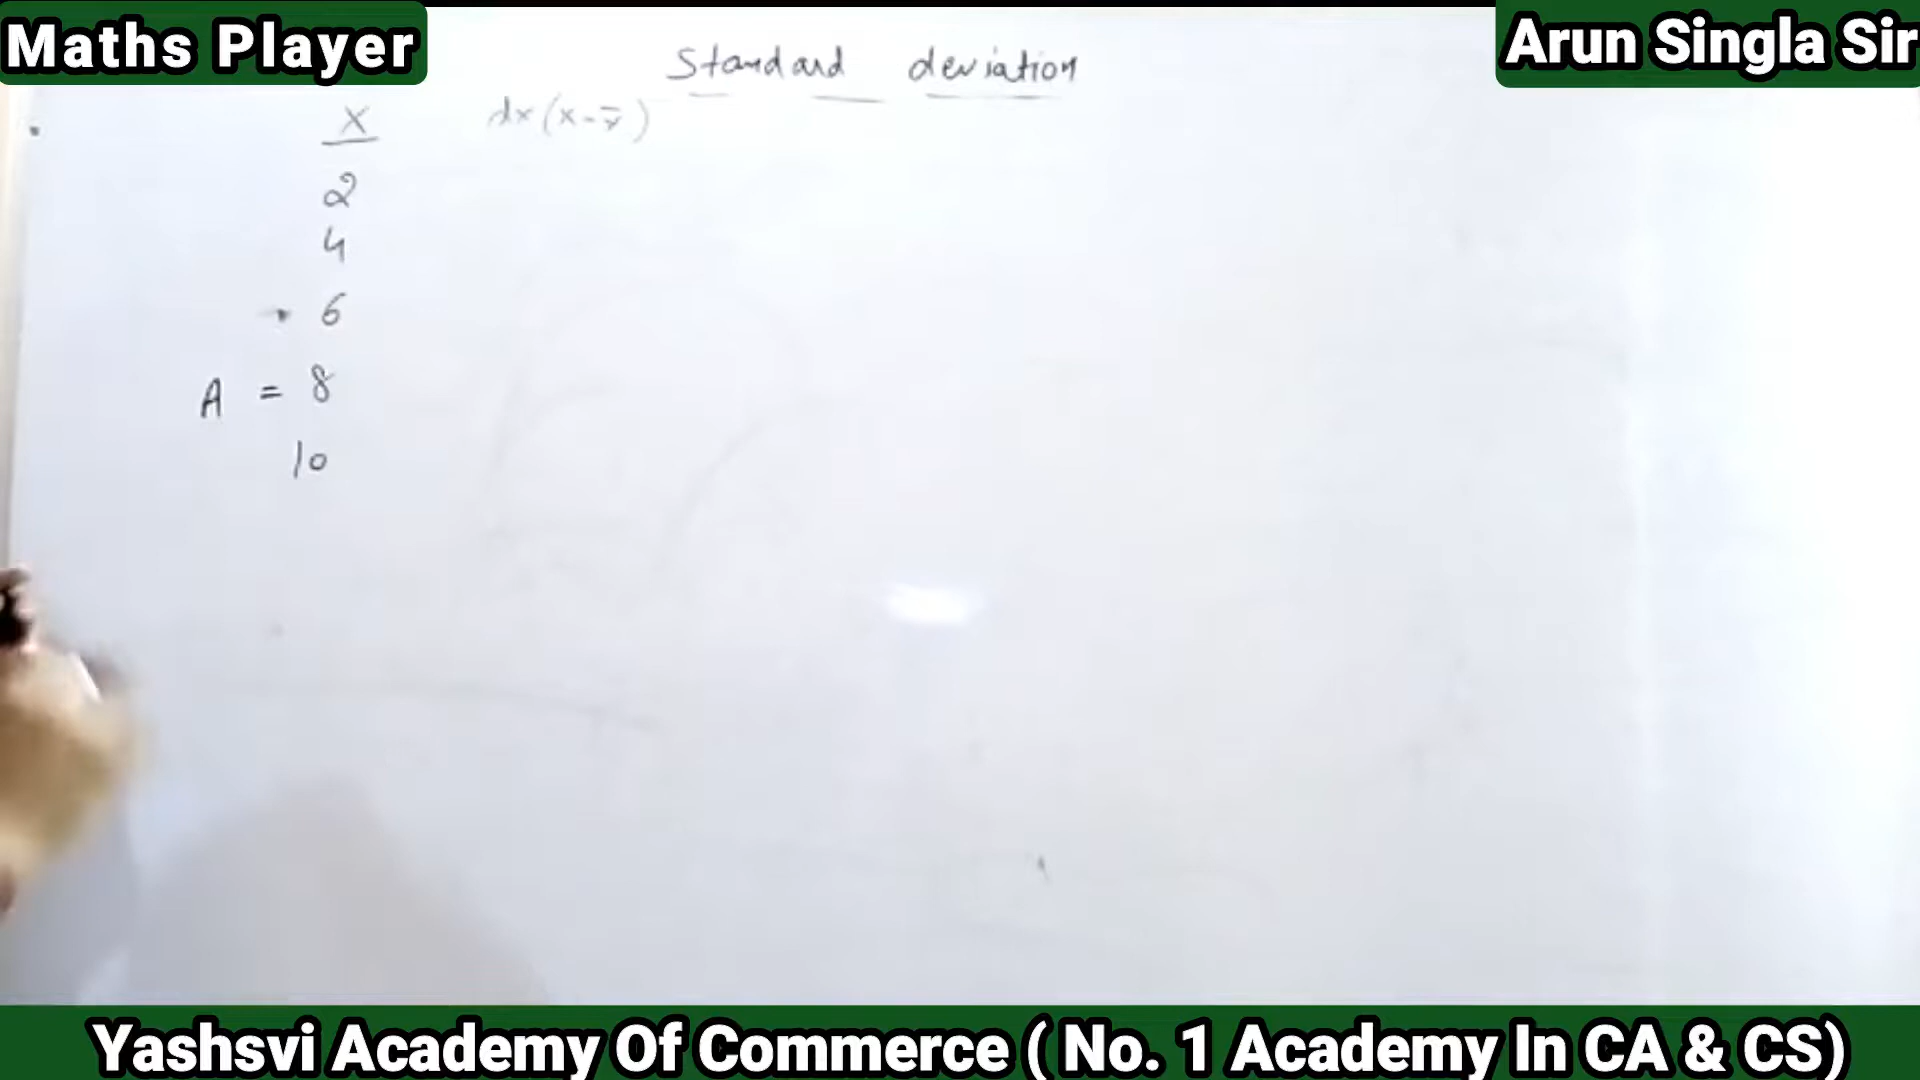 Maths Player
Arun Singla Sir
Standard deviation
X dx (x - x̄)
2
4
6
A = 8
10
Yashsvi Academy Of Commerce ( No. 1 Academy In CA & CS)